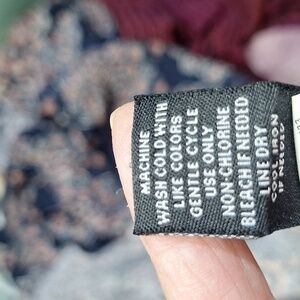 MACHINE
WASH COLD WITH
LIKE COLORS
GENTLE CYCLE
USE ONLY
NON-CHLORINE
BLEACH IF NEEDED
LINE DRY
COOL IRON
IF NEEDED